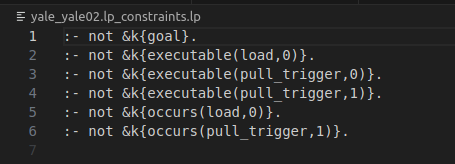 yale_yale02.lp_constraints.lp
1 :- not &k{goal}.
2 :- not &k{executable(load,0)}.
3 :- not &k{executable(pull_trigger,0)}.
4 :- not &k{executable(pull_trigger,1)}.
5 :- not &k{occurs(load,0)}.
6 :- not &k{occurs(pull_trigger,1)}.
7